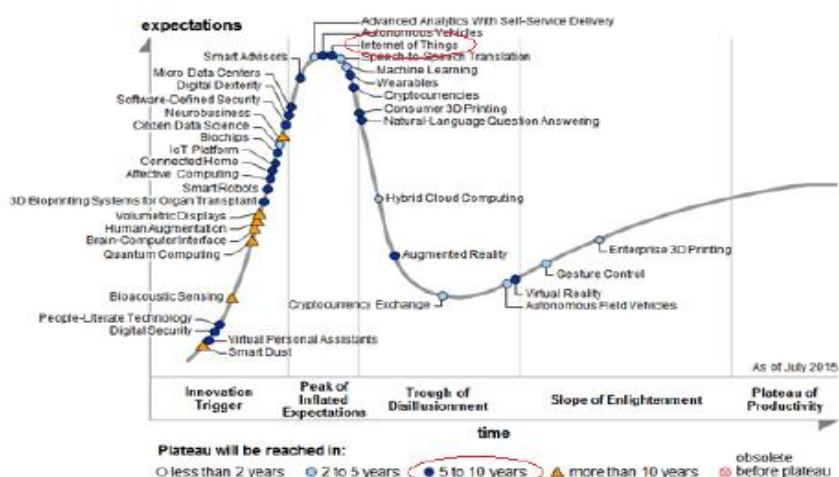 expectations
Advanced Analytics With Self-Service Delivery
Autonomous Vehicles
Internet of Things
Speech-to-Speech Translation
Machine Learning
Wearables
Cryptocurrencies
Consumer 3D Printing
Natural-Language Question Answering
Smart Advisors
Micro Data Centers
Digital Dexterity
Software-Defined Security
Neurobusiness
Citizen Data Science
Biochips
IoT Platform
Connected Home
Affective Computing
Smart Robots
3D Bioprinting Systems for Organ Transplant
Volumetric Displays
Human Augmentation
Brain-Computer Interface
Quantum Computing
Bioacoustic Sensing
People-Literate Technology
Digital Security
Virtual Personal Assistants
Smart Dust
Hybrid Cloud Computing
Augmented Reality
Cryptocurrency Exchange
Enterprise 3D Printing
Gesture Control
Virtual Reality
Autonomous Field Vehicles
As of July 2015
Innovation
Trigger
Peak of
Inflated
Expectations
Trough of
Disillusionment
Slope of Enlightenment
Plateau of
Productivity
time
Plateau will be reached in:
less than 2 years
2 to 5 years
5 to 10 years
more than 10 years
obsolete
before plateau